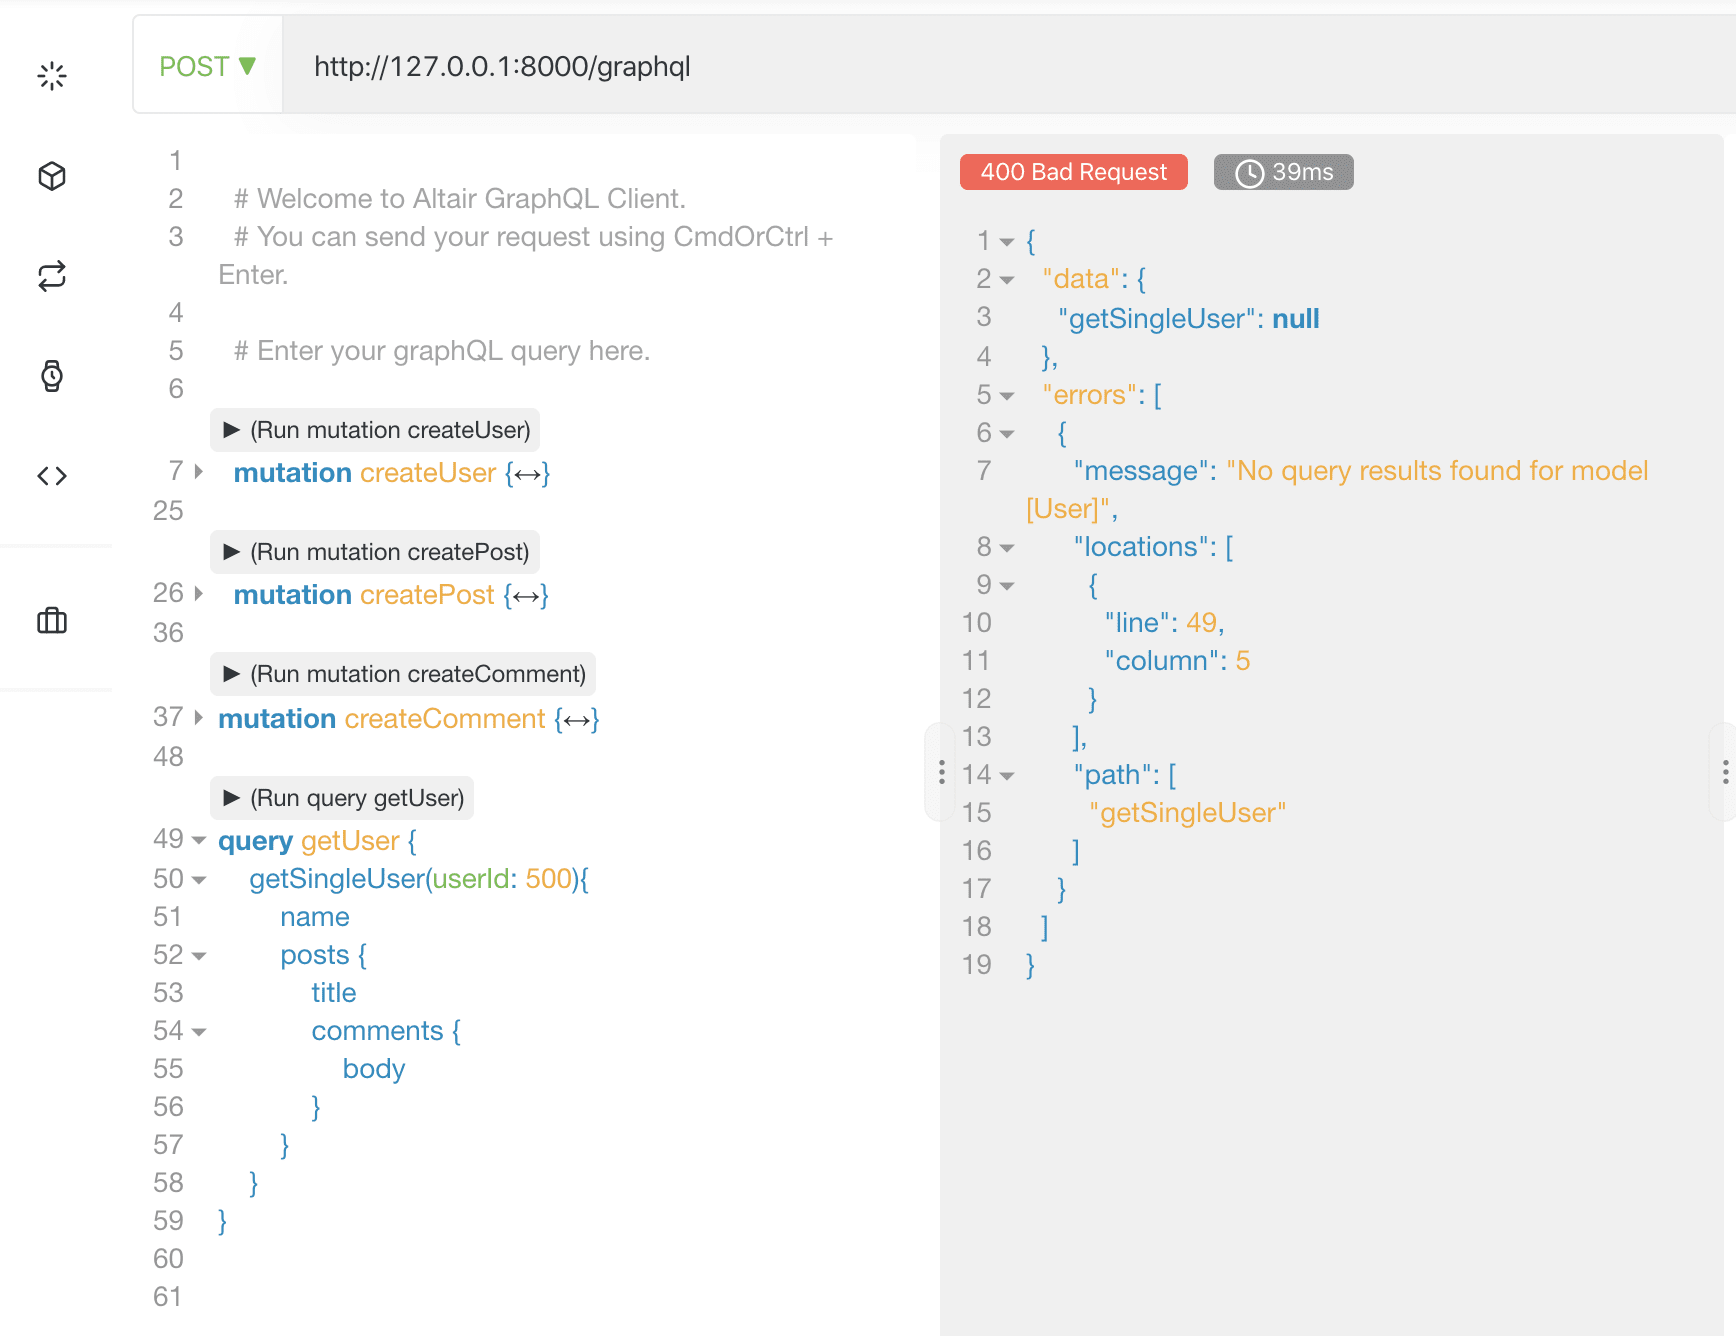 POST ▼ http://127.0.0.1:8000/graphql
1
2 # Welcome to Altair GraphQL Client.
3 # You can send your request using CmdOrCtrl +
Enter.
4
5 # Enter your graphQL query here.
6
▶ (Run mutation createUser)
7 mutation createUser {↔}
25
▶ (Run mutation createPost)
26 mutation createPost {↔}
36
▶ (Run mutation createComment)
37 mutation createComment {↔}
48
▶ (Run query getUser)
49 query getUser {
50 getSingleUser(userId: 500){
51 name
52 posts {
53 title
54 comments {
55 body
56 }
57 }
58 }
59 }
60
61
400 Bad Request 39ms
1 {
2 "data": {
3 "getSingleUser": null
4 },
5 "errors": [
6 {
7 "message": "No query results found for model
[User]",
8 "locations": [
9 {
10 "line": 49,
11 "column": 5
12 }
13 ],
14 "path": [
15 "getSingleUser"
16 ]
17 }
18 ]
19 }